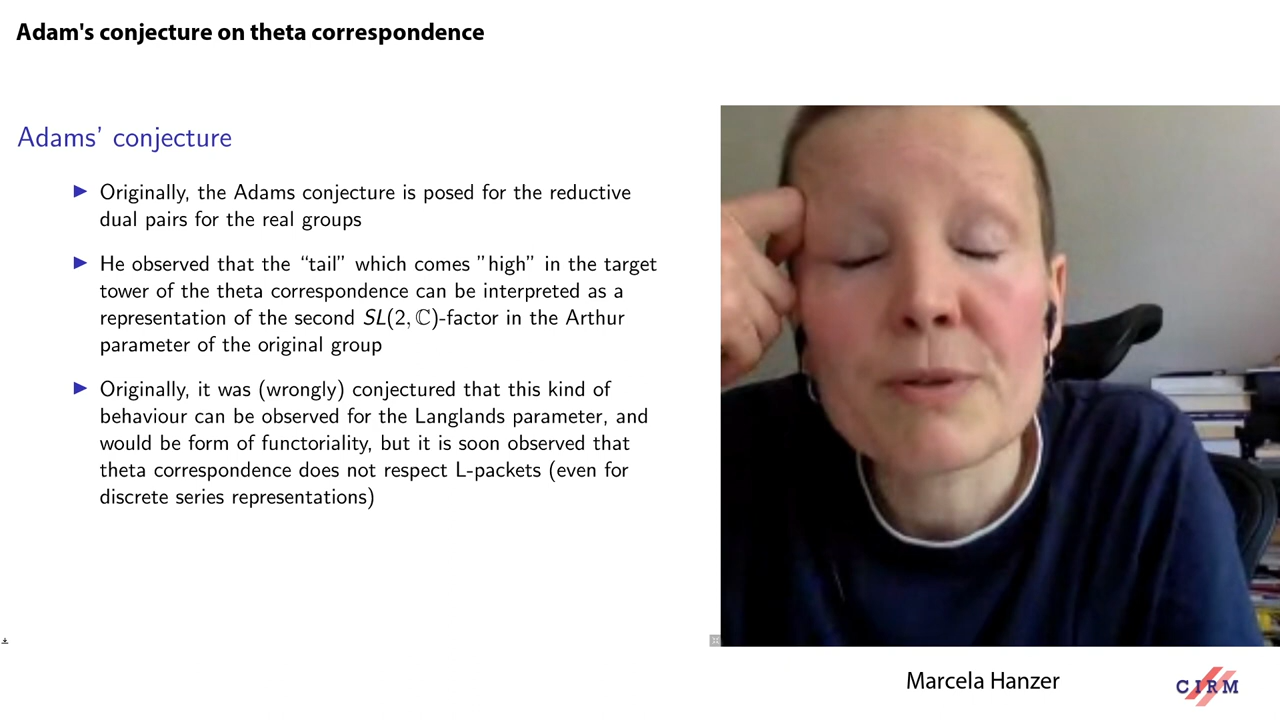 Adam's conjecture on theta correspondence
Adams' conjecture
► Originally, the Adams conjecture is posed for the reductive
dual pairs for the real groups
► He observed that the “tail” which comes ”high” in the target
tower of the theta correspondence can be interpreted as a
representation of the second SL(2, ℂ)-factor in the Arthur
parameter of the original group
► Originally, it was (wrongly) conjectured that this kind of
behaviour can be observed for the Langlands parameter, and
would be form of functoriality, but it is soon observed that
theta correspondence does not respect L-packets (even for
discrete series representations)
Marcela Hanzer
CIRM